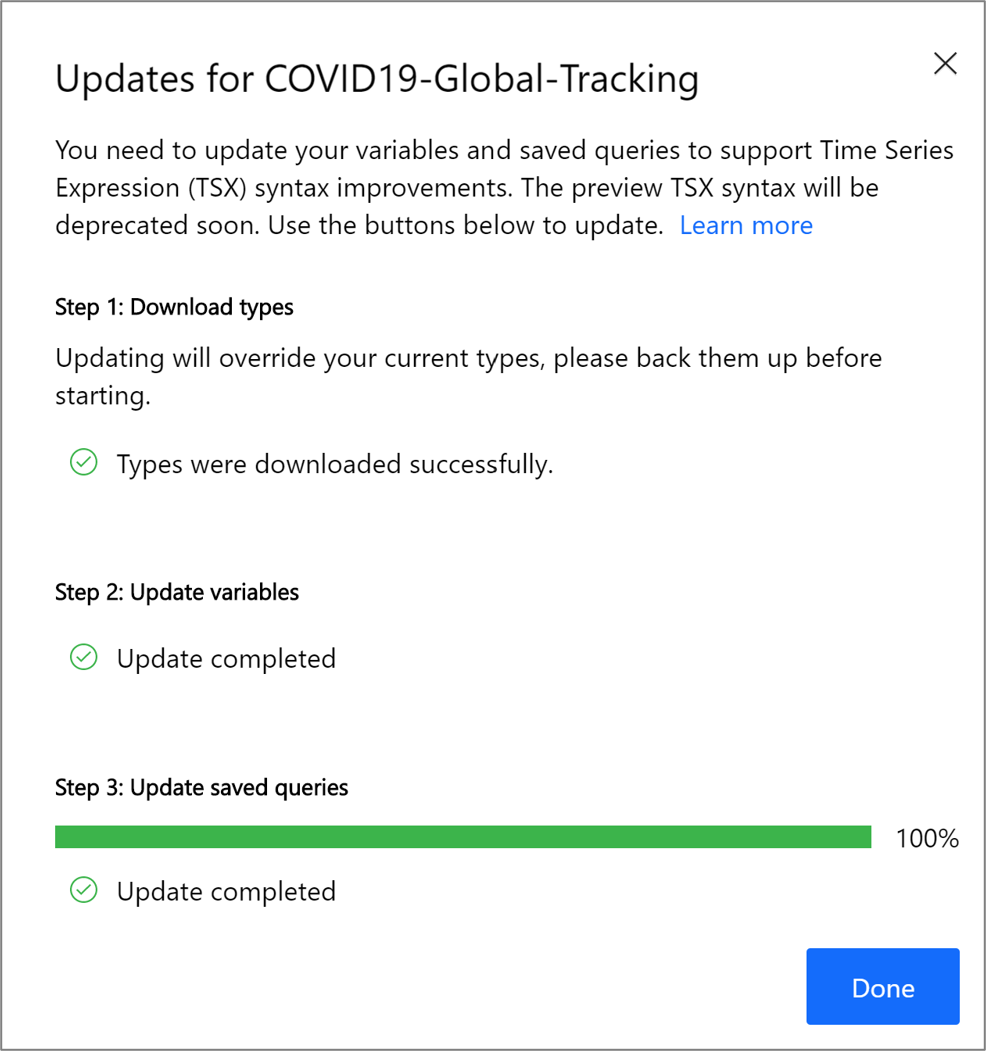 Updates for COVID19-Global-Tracking
You need to update your variables and saved queries to support Time Series
Expression (TSX) syntax improvements. The preview TSX syntax will be
deprecated soon. Use the buttons below to update. Learn more
Step 1: Download types
Updating will override your current types, please back them up before
starting.
Types were downloaded successfully.
Step 2: Update variables
Update completed
Step 3: Update saved queries
100%
Update completed
Done